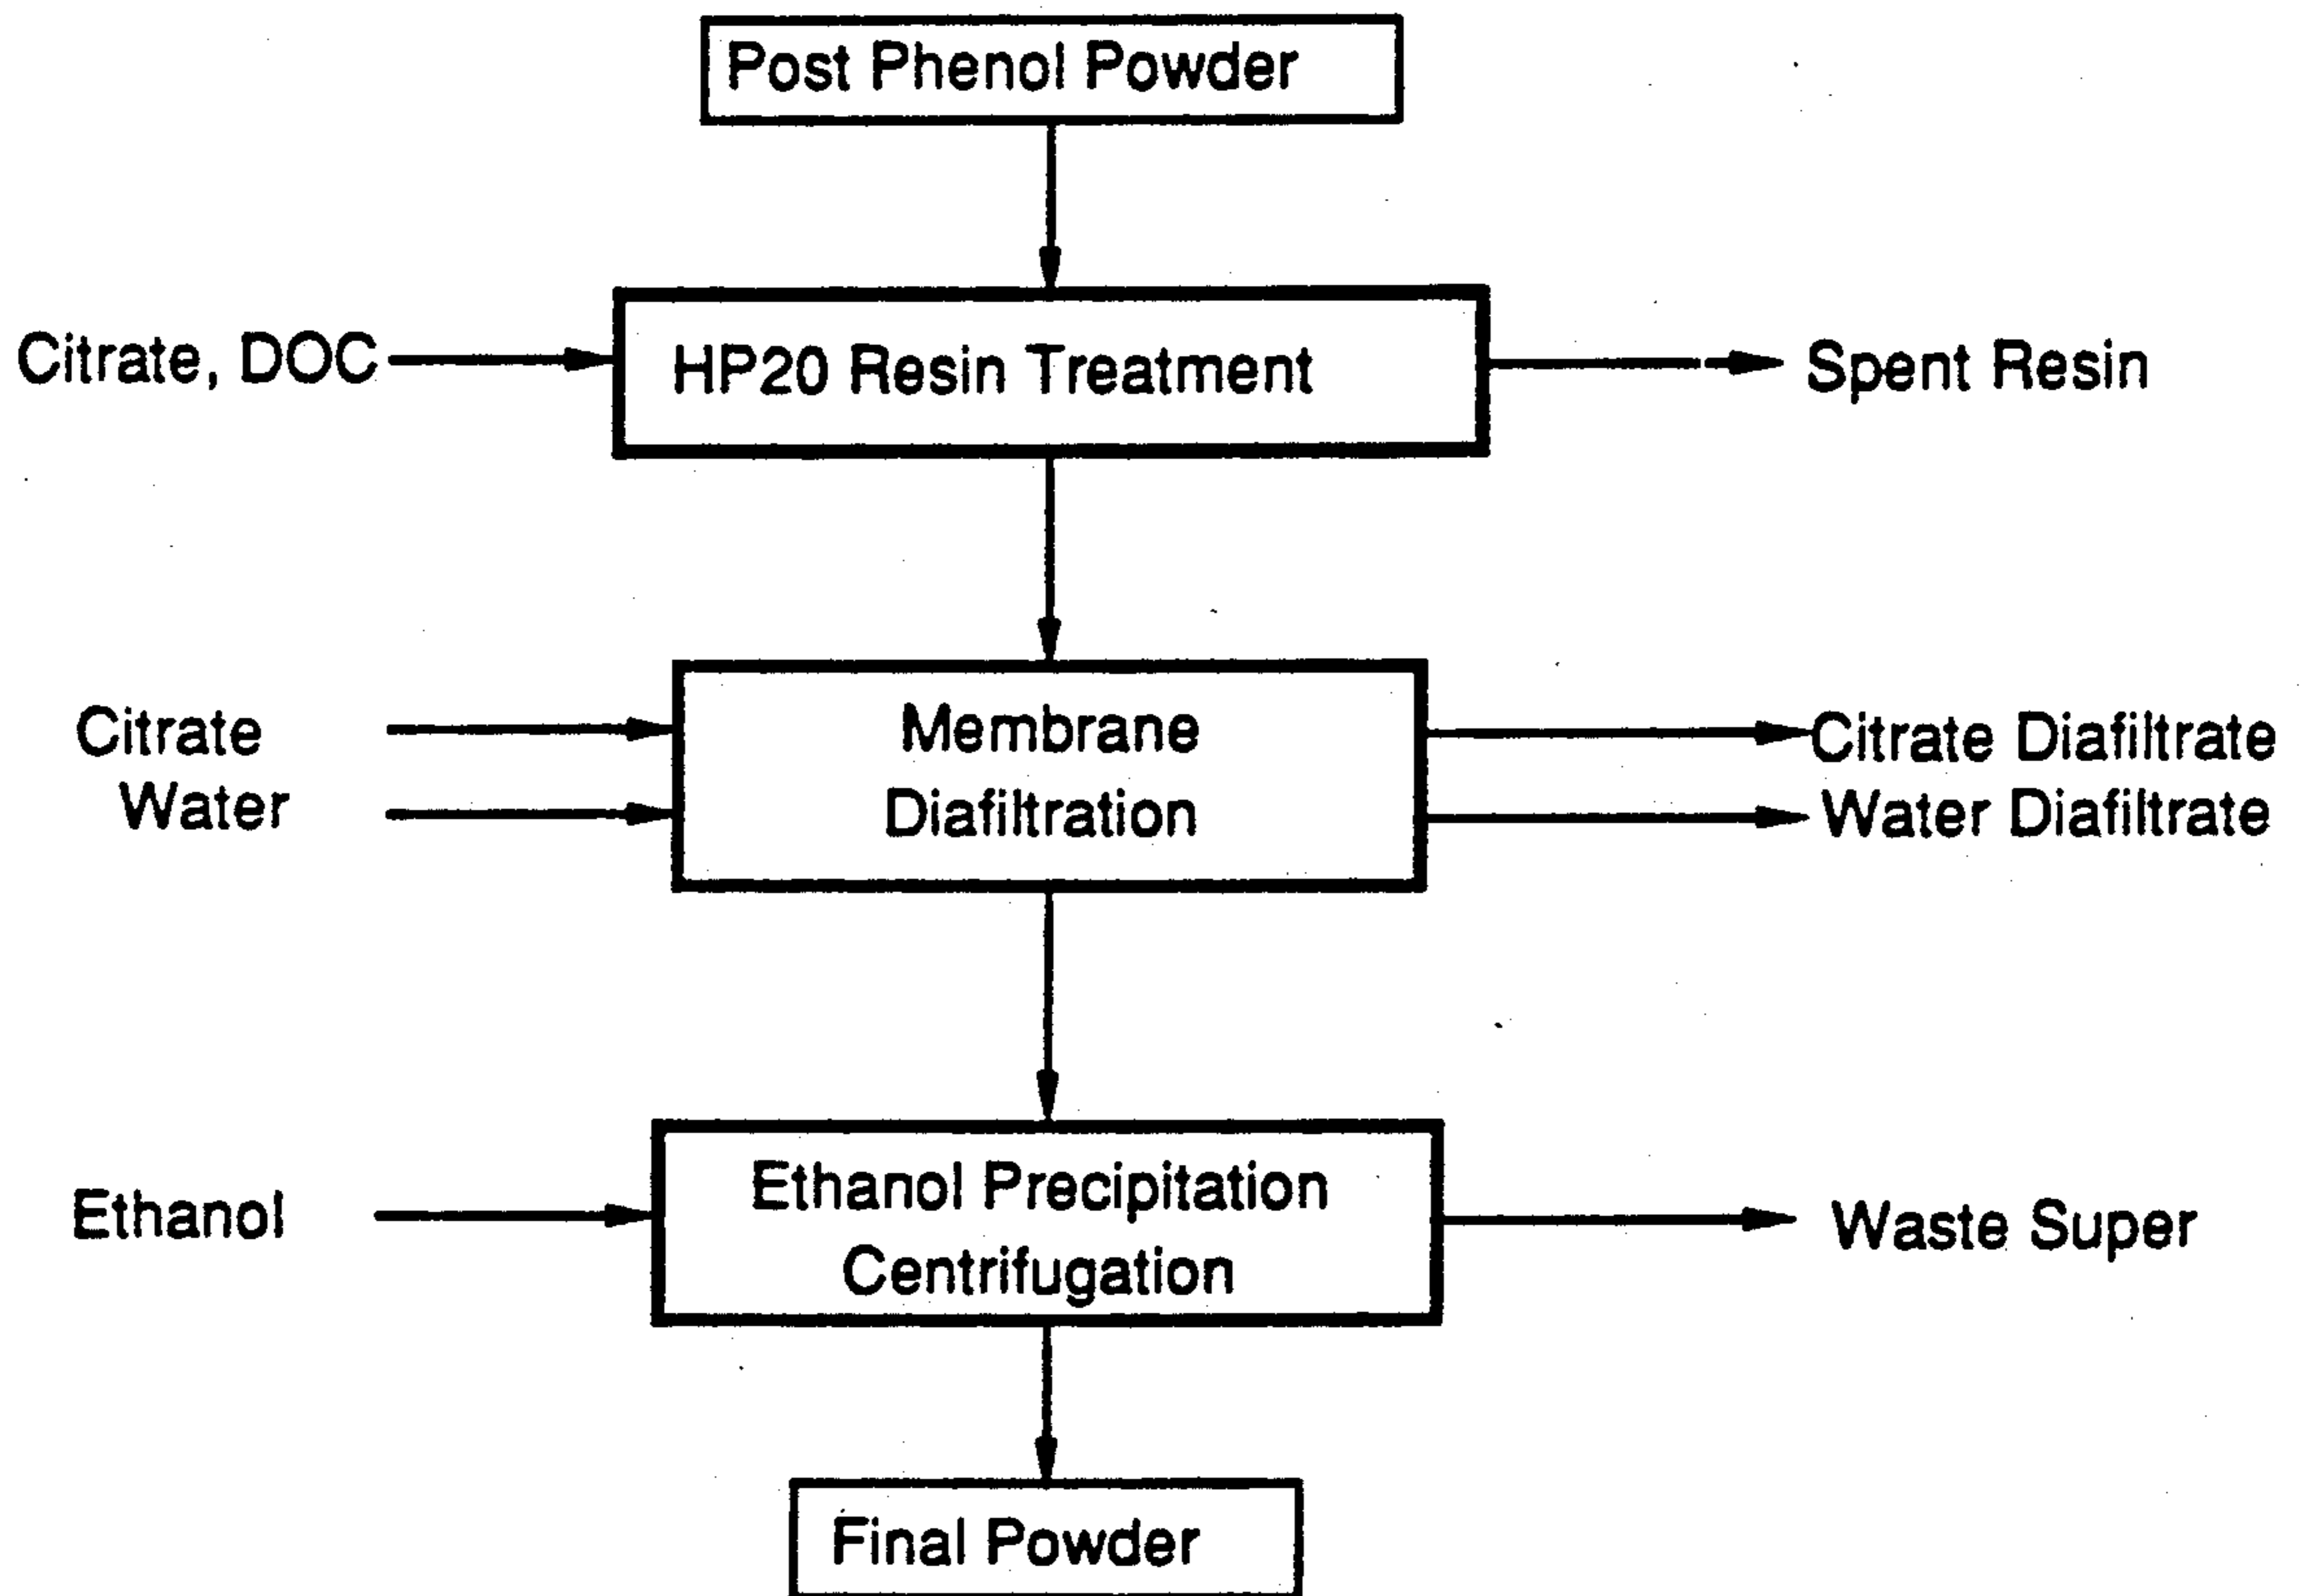 Post Phenol Powder
Citrate, DOC
HP20 Resin Treatment
Spent Resin
Citrate
Water
Membrane
Diafiltration
Citrate Diafiltrate
Water Diafiltrate
Ethanol
Ethanol Precipitation
Centrifugation
Waste Super
Final Powder